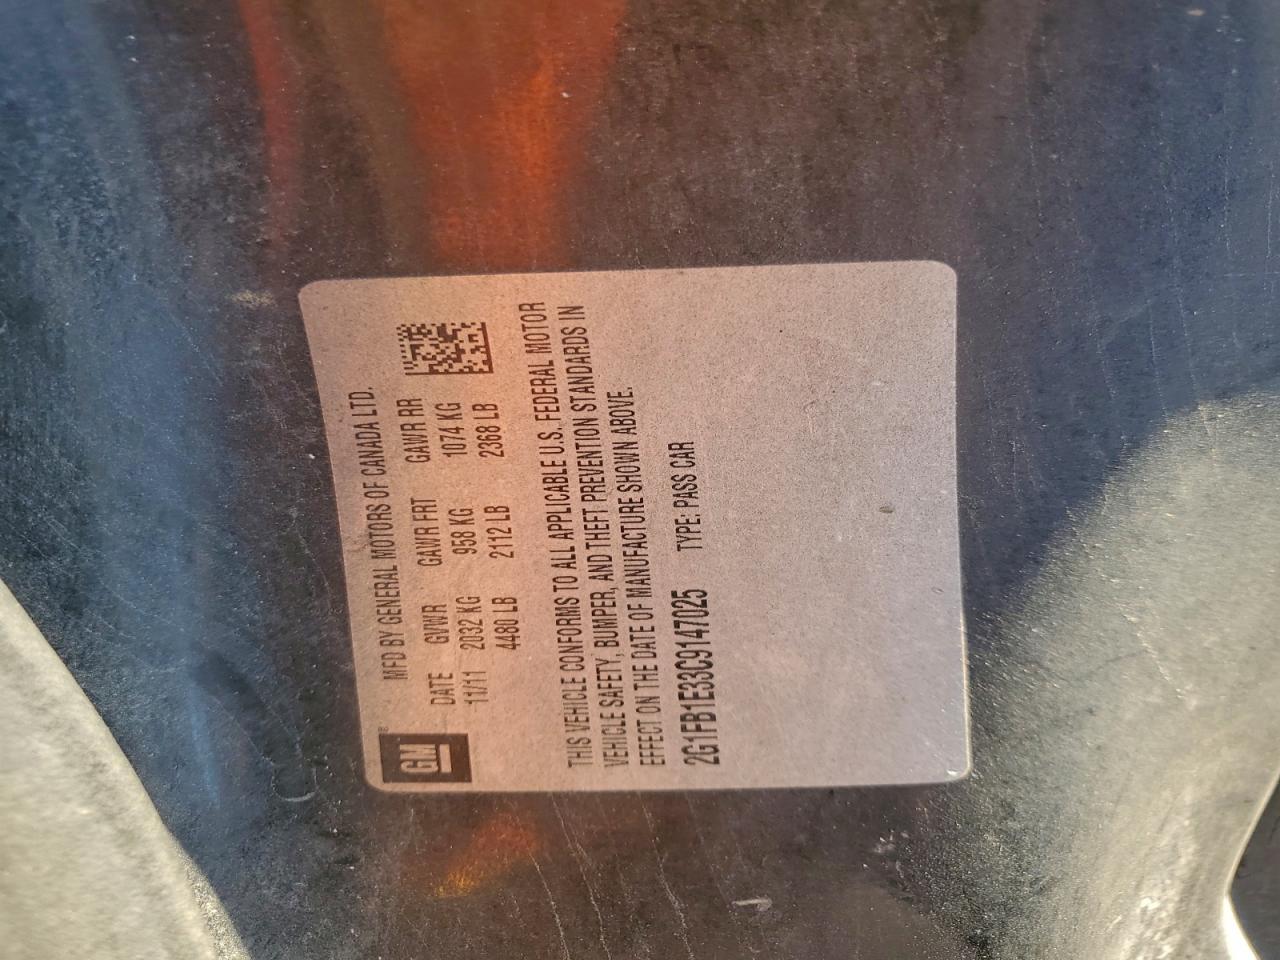 GM®
MFD BY GENERAL MOTORS OF CANADA LTD.
DATE GVWR GAWR FRT GAWR RR
11/11 2032 KG 958 KG 1074 KG
4480 LB 2112 LB 2368 LB
THIS VEHICLE CONFORMS TO ALL APPLICABLE U.S. FEDERAL MOTOR
VEHICLE SAFETY, BUMPER, AND THEFT PREVENTION STANDARDS IN
EFFECT ON THE DATE OF MANUFACTURE SHOWN ABOVE.
2G1FB1E33C9147025 TYPE: PASS CAR